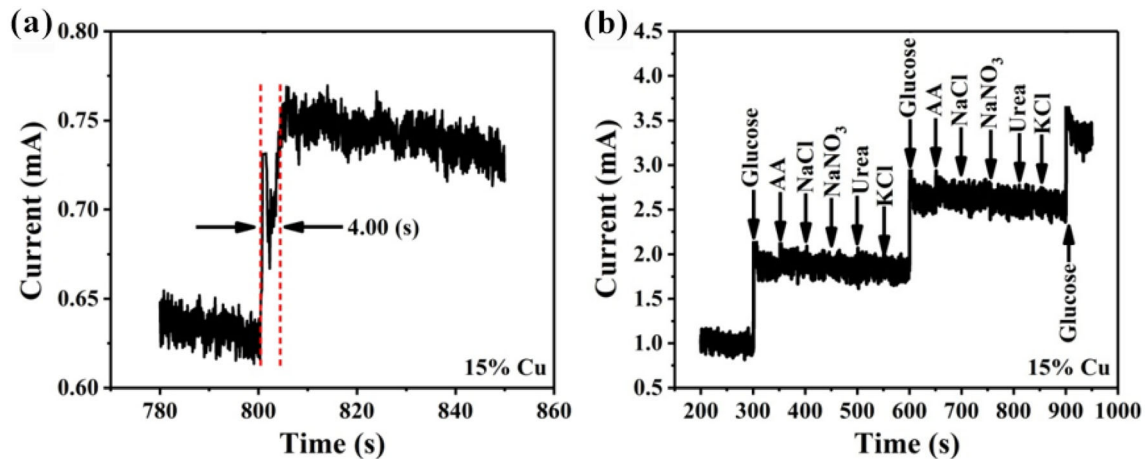 (a)
0.80
0.75
0.70
0.65
0.60
Current (mA)
4.00 (s)
15% Cu
780
800
820
840
860
Time (s)
(b)
4.5
4.0
3.5
3.0
2.5
2.0
1.5
1.0
0.5
Current (mA)
Glucose
AA
NaCl
NaNO3
Urea
KCl
Glucose
AA
NaCl
NaNO3
Urea
KCl
Glucose
15% Cu
200
300
400
500
600
700
800
900
1000
Time (s)